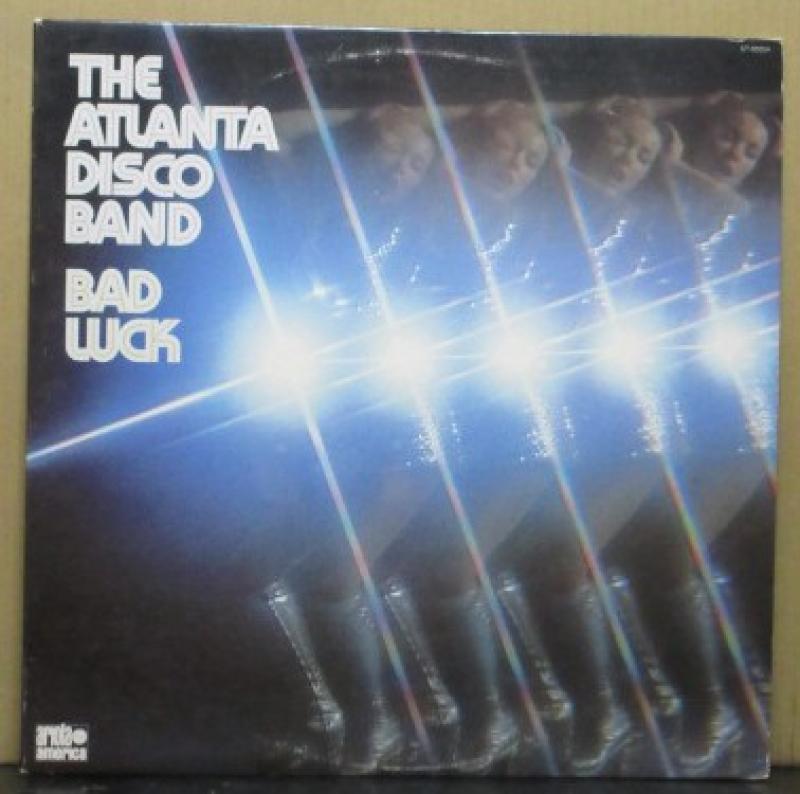 THE
ATLANTA
DISCO
BAND
BAD
LUCK
ariola
america